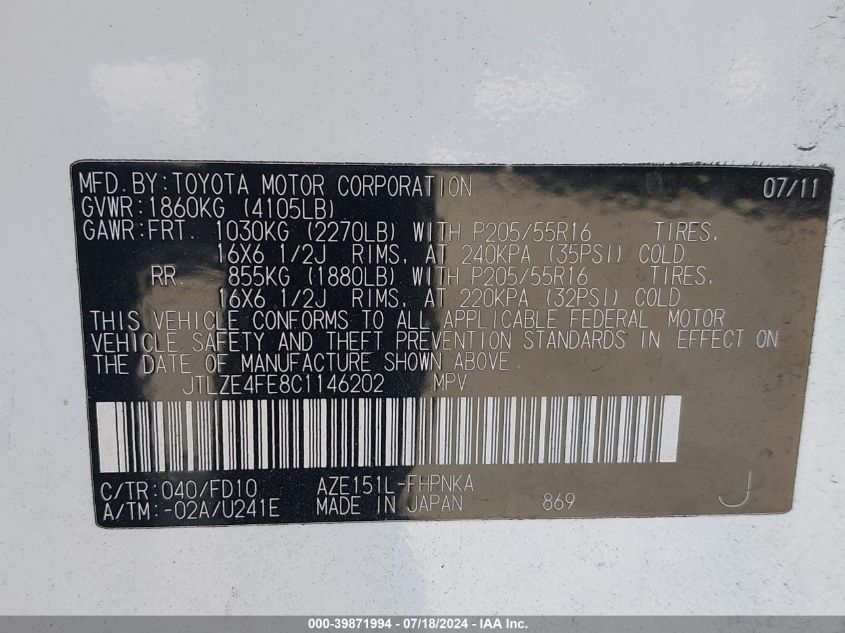 MFD.BY:TOYOTA MOTOR CORPORATION 07/11
GVWR:1860KG (4105LB)
GAWR:FRT. 1030KG (2270LB) WITH P205/55R16 TIRES,
16X6 1/2J RIMS, AT 240KPA (35PSI) COLD
RR. 855KG (1880LB) WITH P205/55R16 TIRES,
16X6 1/2J RIMS, AT 220KPA (32PSI) COLD
THIS VEHICLE CONFORMS TO ALL APPLICABLE FEDERAL MOTOR
VEHICLE SAFETY AND THEFT PREVENTION STANDARDS IN EFFECT ON
THE DATE OF MANUFACTURE SHOWN ABOVE.
JTLZE4FE8C1146202 MPV
C/TR:040/FD10 AZE151L-FHPNKA
A/TM:-02A/U241E MADE IN JAPAN 869 J
000-39871994 - 07/18/2024 - IAA Inc.